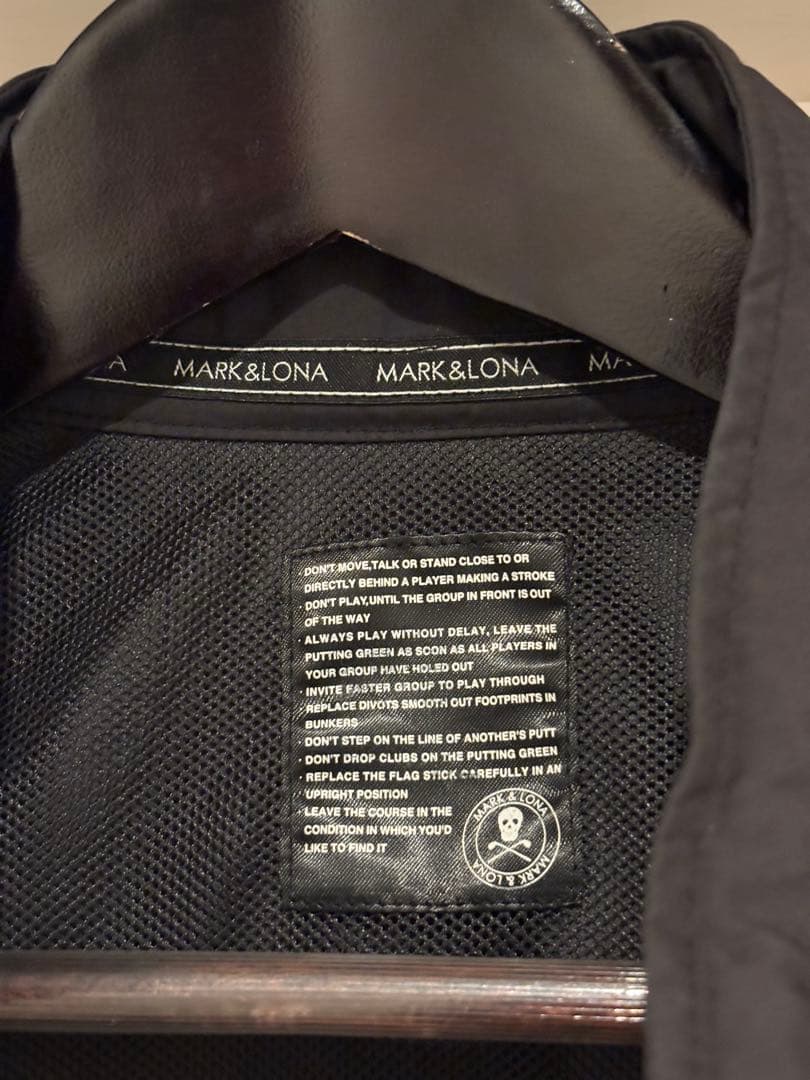 A MARK&LONA MARK&LONA MA
· DON'T MOVE,TALK OR STAND CLOSE TO OR
DIRECTLY BEHIND A PLAYER MAKING A STROKE
· DON'T PLAY,UNTIL THE GROUP IN FRONT IS OUT
OF THE WAY
· ALWAYS PLAY WITHOUT DELAY, LEAVE THE
PUTTING GREEN AS SOON AS ALL PLAYERS IN
YOUR GROUP HAVE HOLED OUT
· INVITE FASTER GROUP TO PLAY THROUGH
· REPLACE DIVOTS SMOOTH OUT FOOTPRINTS IN
BUNKERS
· DON'T STEP ON THE LINE OF ANOTHER'S PUTT
· DON'T DROP CLUBS ON THE PUTTING GREEN
· REPLACE THE FLAG STICK CAREFULLY IN AN
UPRIGHT POSITION
· LEAVE THE COURSE IN THE
CONDITION IN WHICH YOU'D
LIKE TO FIND IT
MARK & LONA MARK & LONA